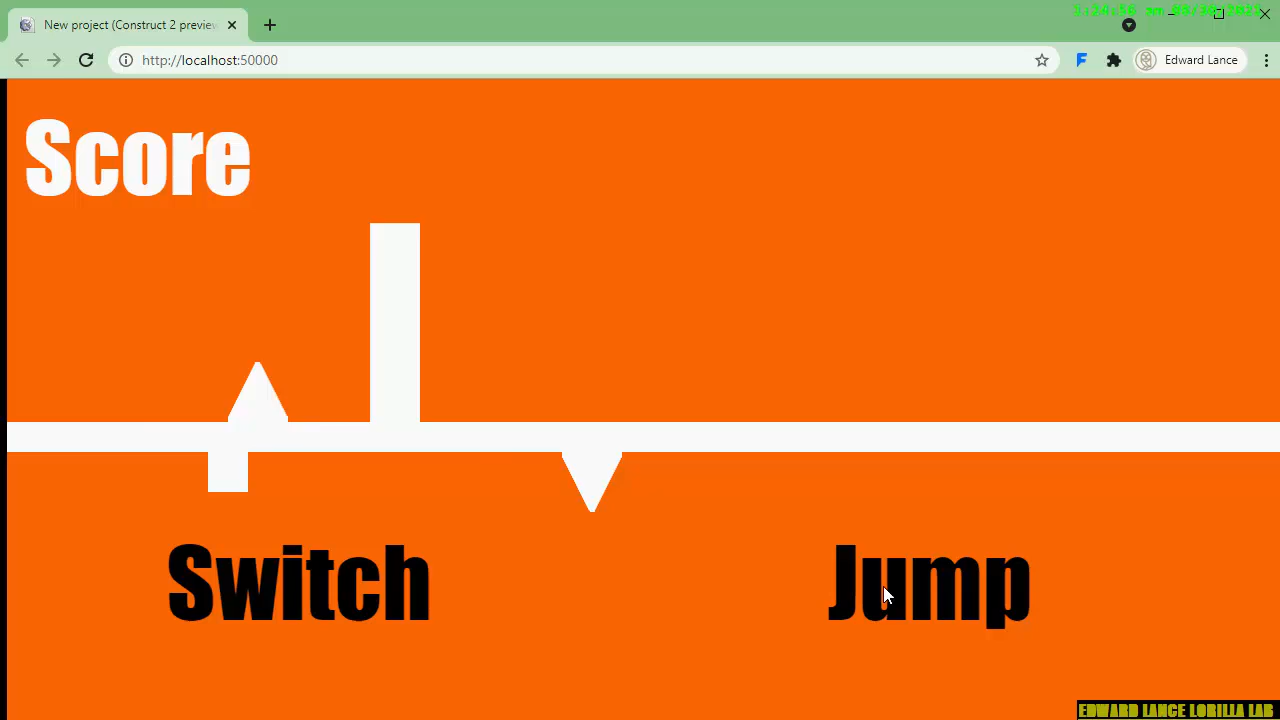 New project (Construct 2 preview
http://localhost:50000
Edward Lance
Score
Switch
Jump
EDWARD LANCE LORILLA LAB